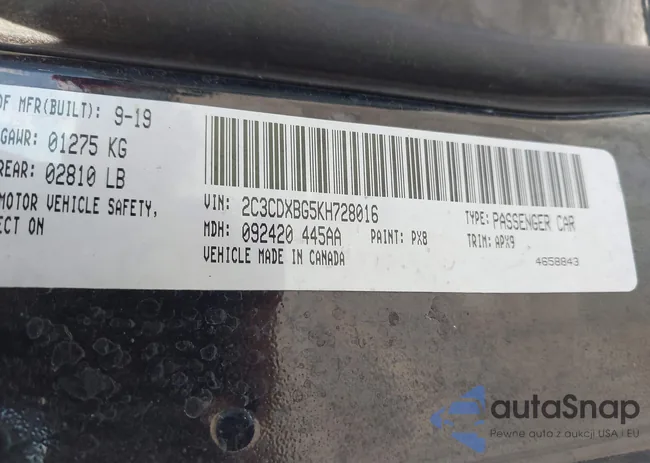 OF MFR(BUILT): 9-19
GAWR: 01275 KG
REAR: 02810 LB
MOTOR VEHICLE SAFETY,
ECT ON
VIN: 2C3CDXBG5KH728016
MDH: 092420 445AA PAINT: PX8
VEHICLE MADE IN CANADA
TYPE: PASSENGER CAR
TRIM: APX9
4658843
autaSnap
Pewne auta z aukcji USA i EU